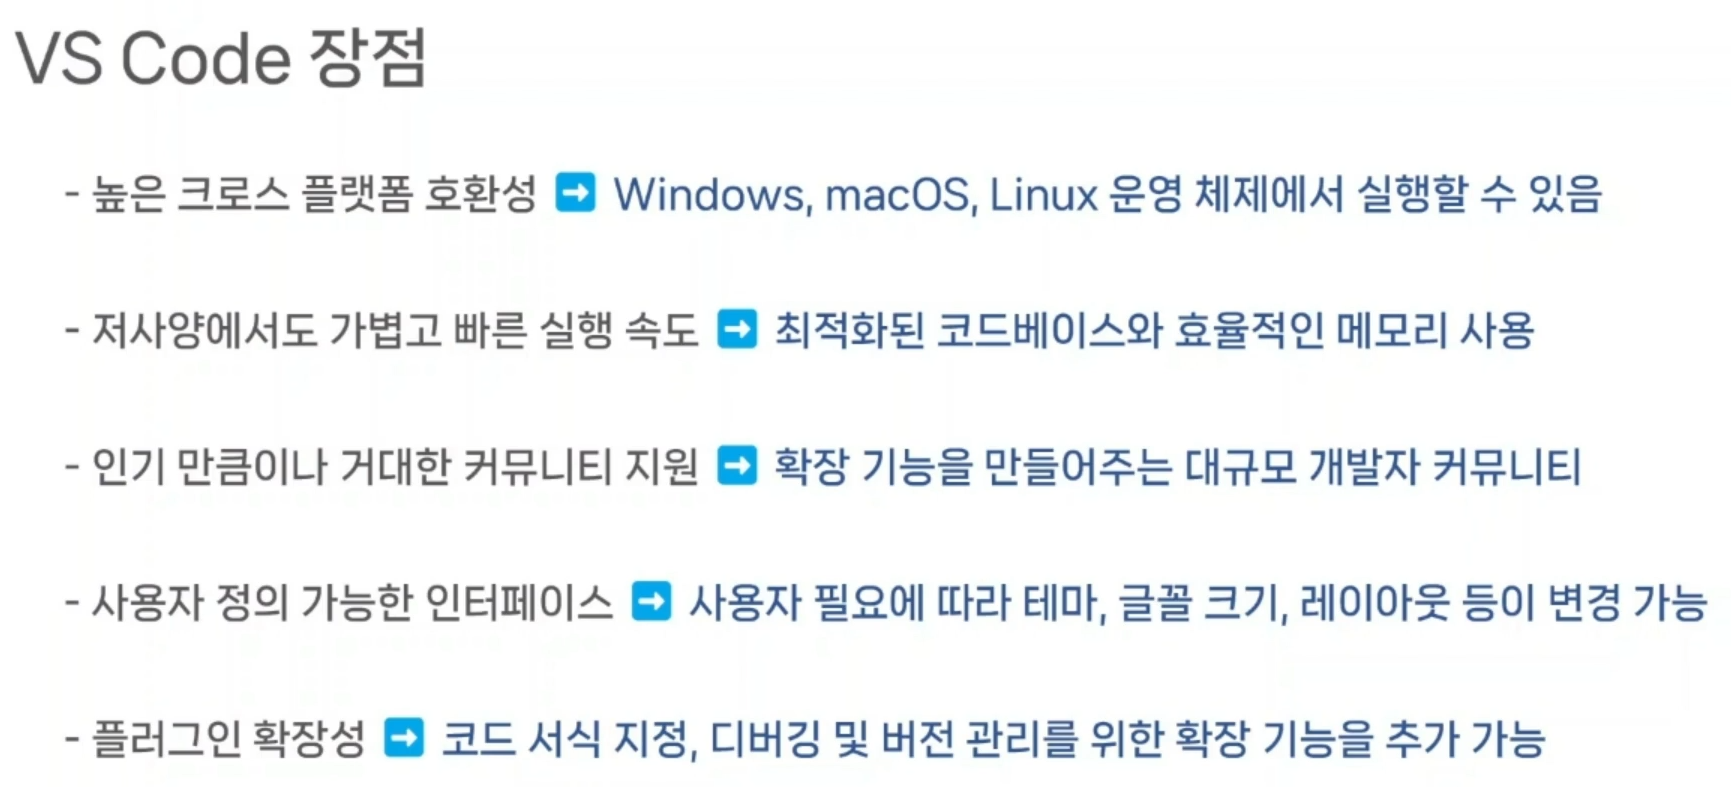 VS Code 장점
- 높은 크로스 플랫폼 호환성 ➡ Windows, macOS, Linux 운영 체제에서 실행할 수 있음
- 저사양에서도 가볍고 빠른 실행 속도 ➡ 최적화된 코드베이스와 효율적인 메모리 사용
- 인기 만큼이나 거대한 커뮤니티 지원 ➡ 확장 기능을 만들어주는 대규모 개발자 커뮤니티
- 사용자 정의 가능한 인터페이스 ➡ 사용자 필요에 따라 테마, 글꼴 크기, 레이아웃 등이 변경 가능
- 플러그인 확장성 ➡ 코드 서식 지정, 디버깅 및 버전 관리를 위한 확장 기능을 추가 가능